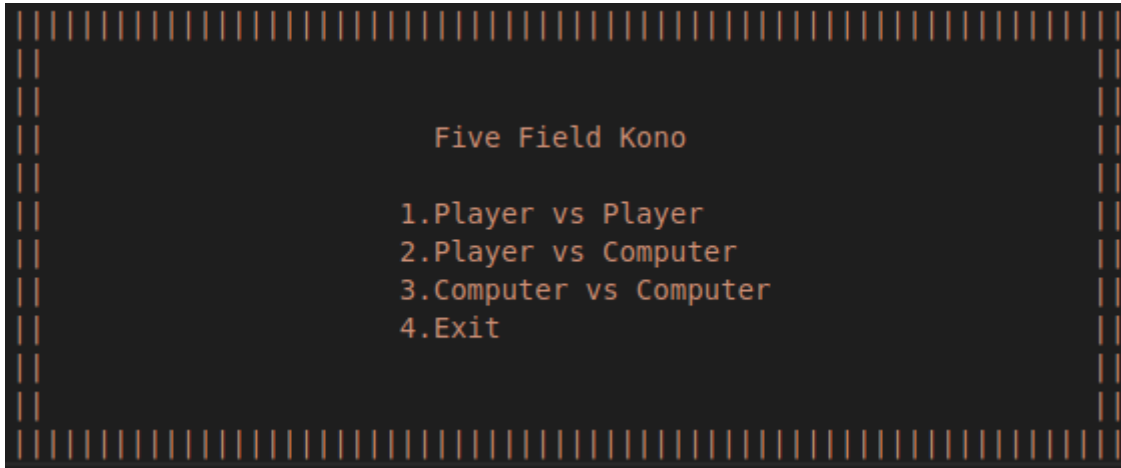 Five Field Kono
1.Player vs Player
2.Player vs Computer
3.Computer vs Computer
4.Exit